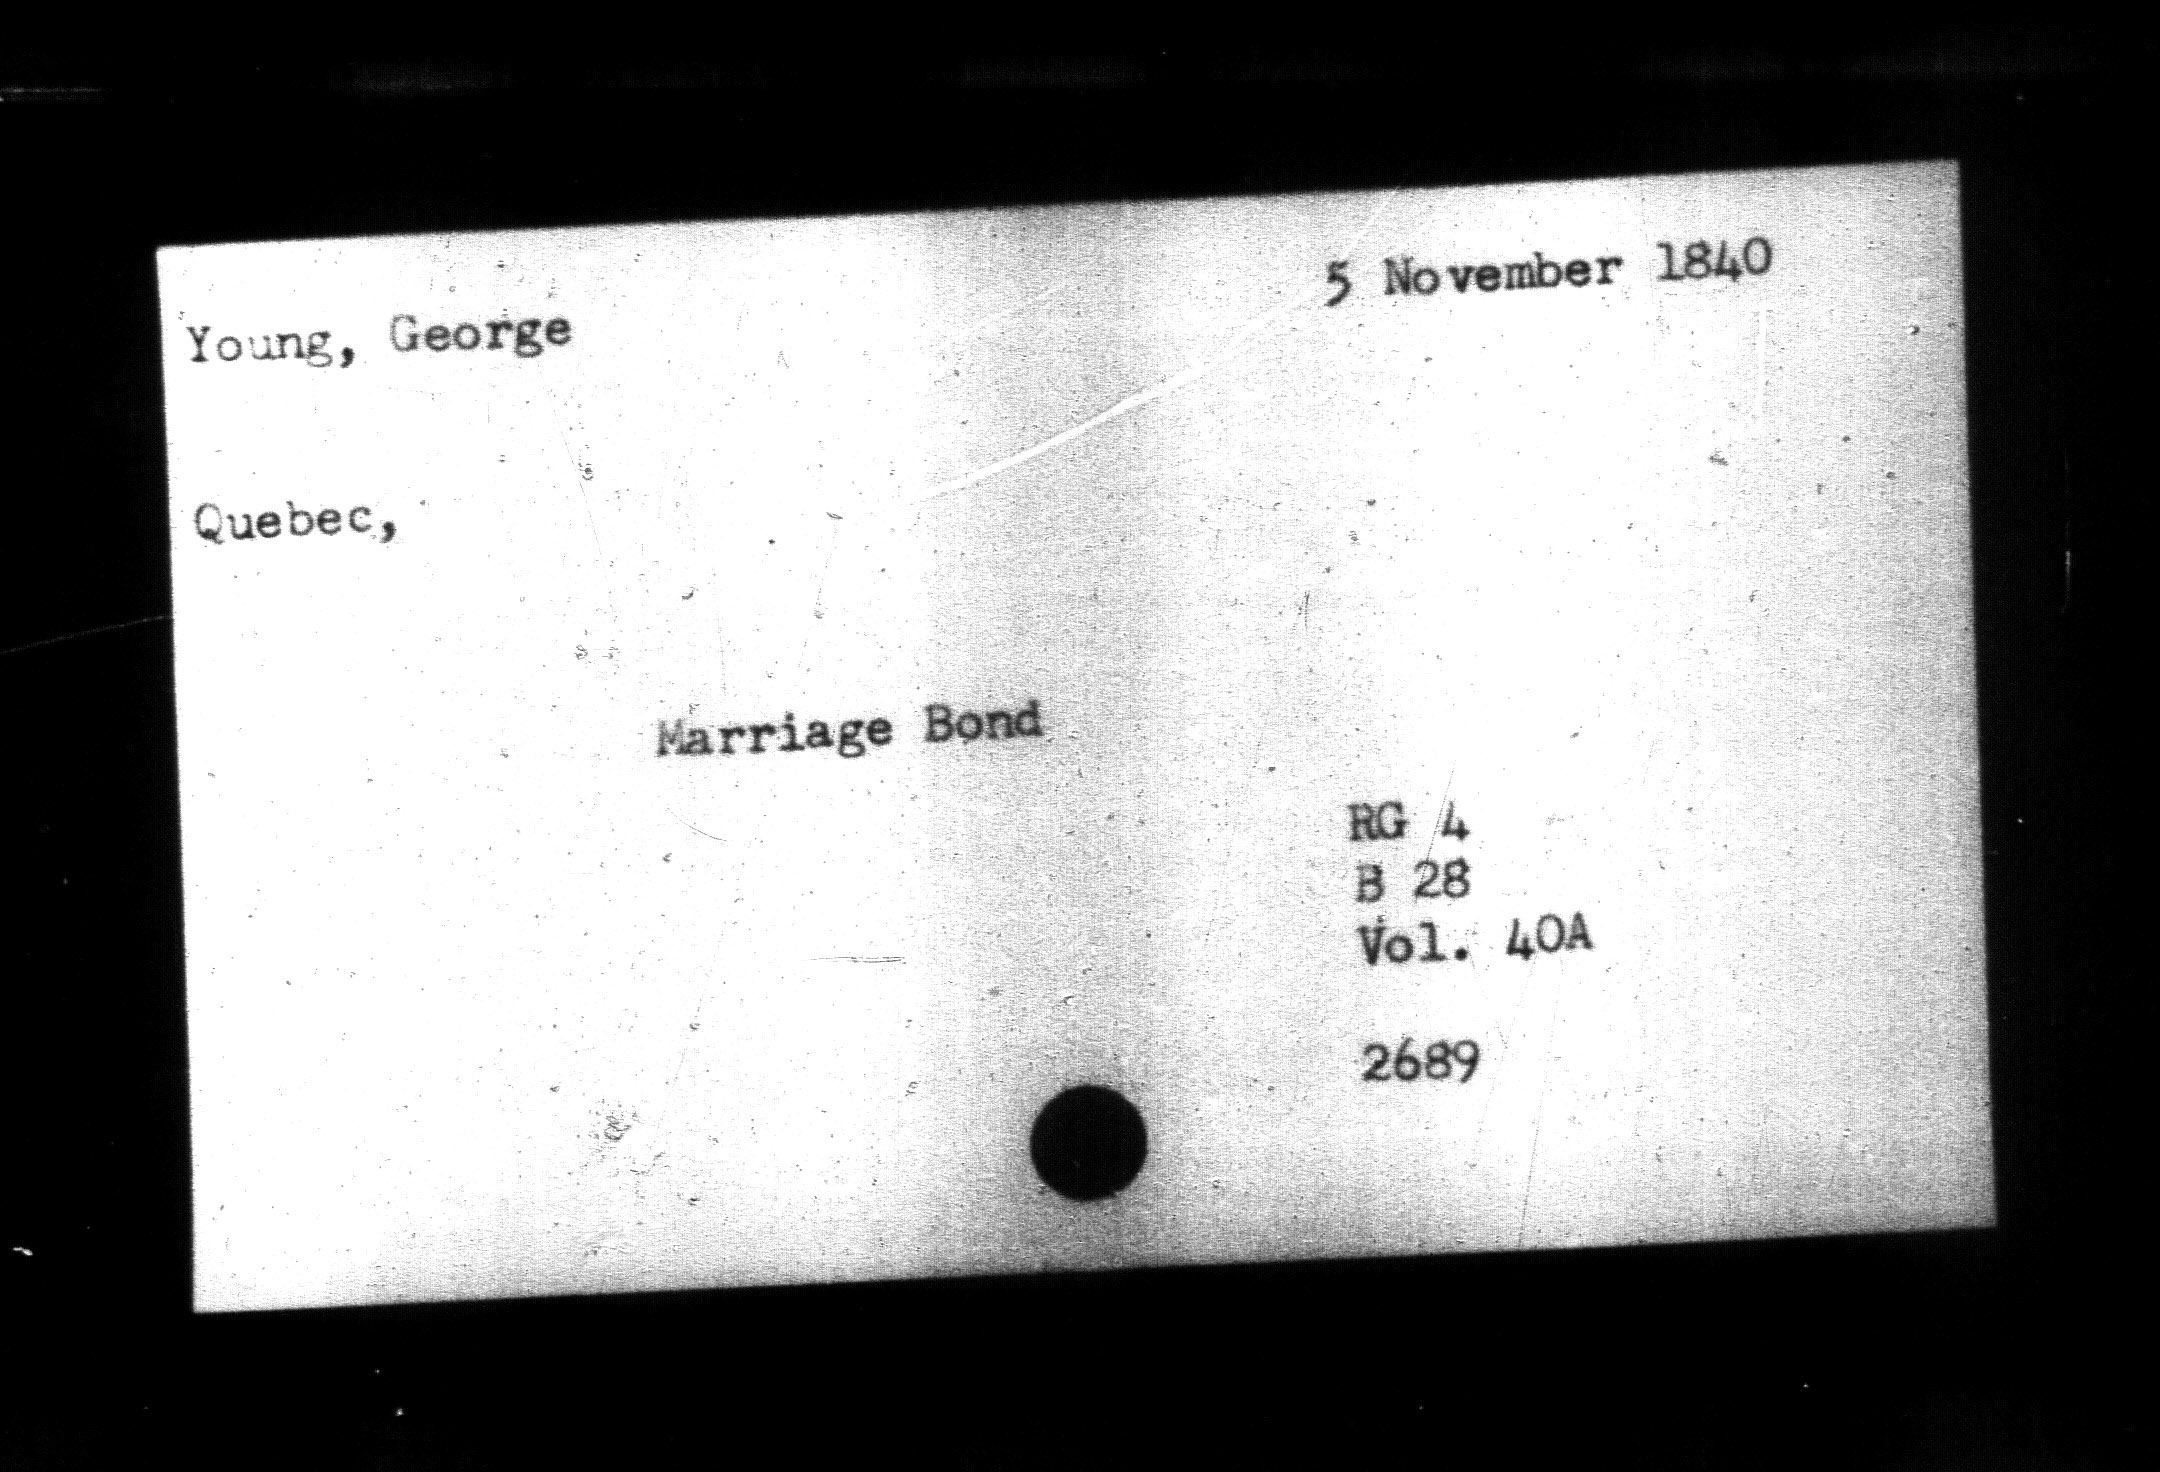 5 November 1840
Young, George
Quebec,
Marriage Bond
RG 4
B 28
Vol. 40A
2689